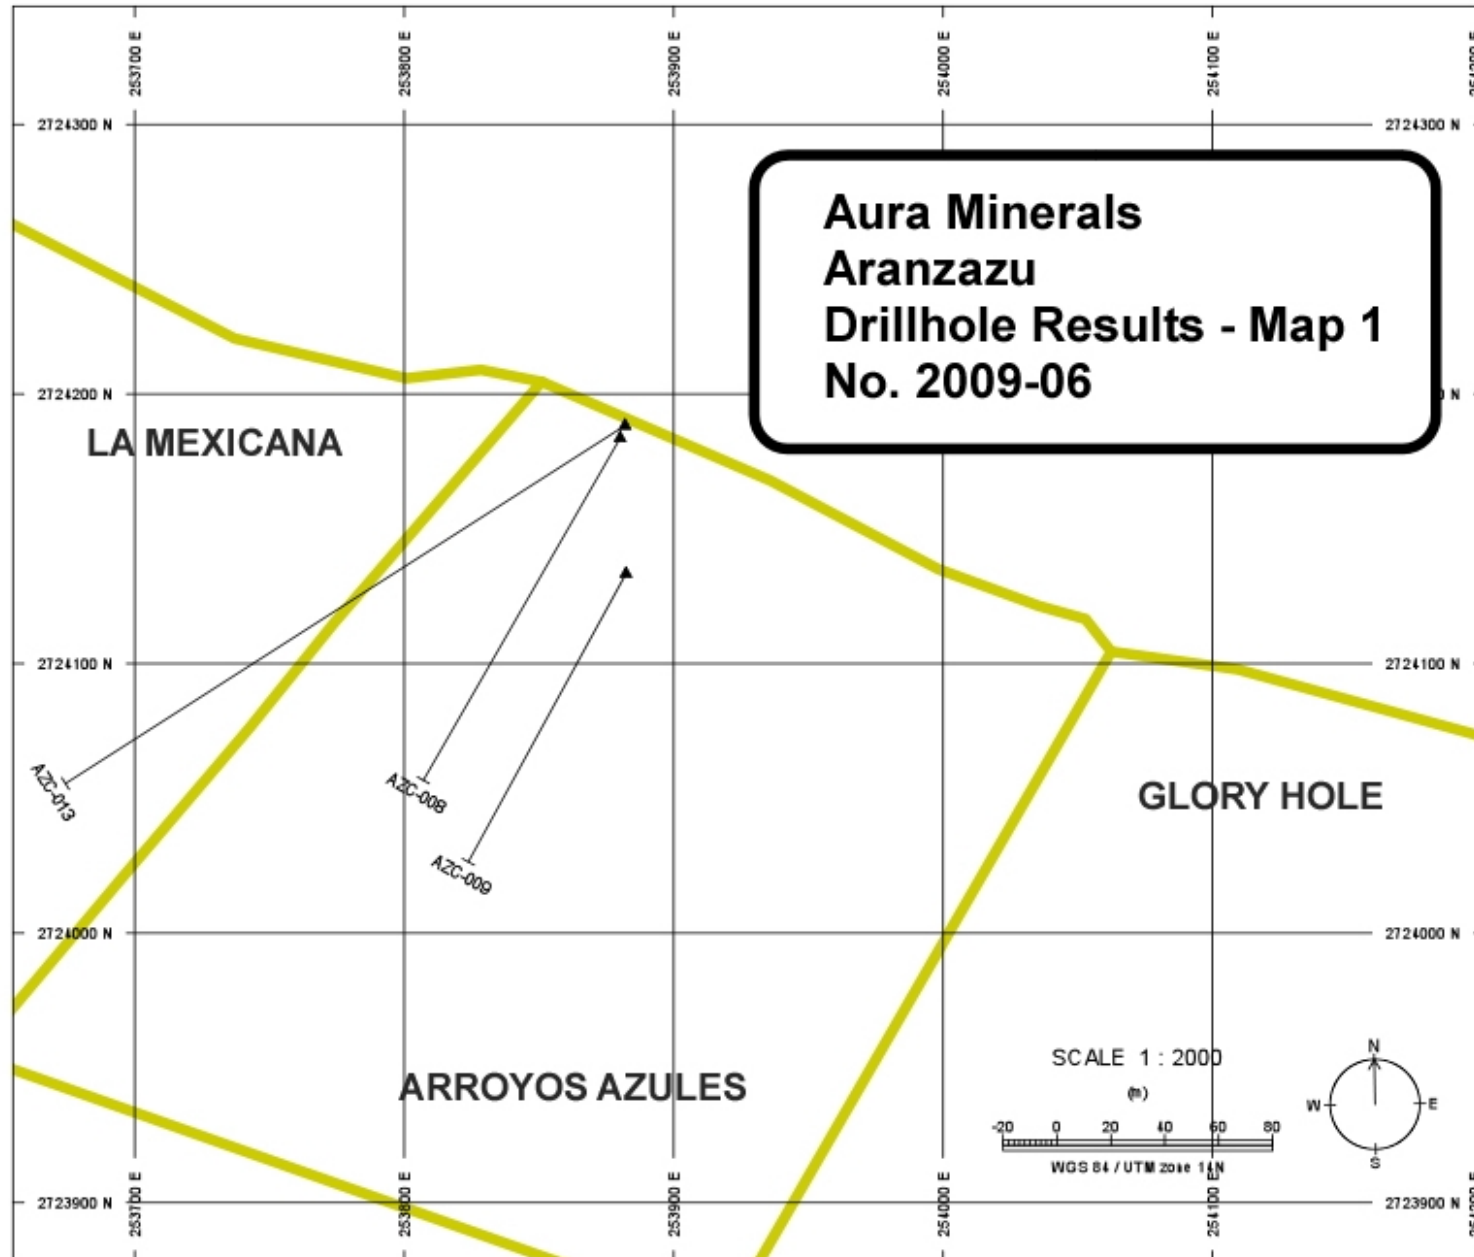 253700 E
253800 E
253900 E
254000 E
254100 E
2724300 N
2724300 N
Aura Minerals
Aranzazu
Drillhole Results - Map 1
No. 2009-06
2724200 N
LA MEXICANA
2724100 N
2724100 N
AZC-013
AZC-008
GLORY HOLE
AZC-009
2724000 N
2724000 N
SCALE 1 : 2000
(m)
-20 0 20 40 60 80
WGS 84 / UTM zone 14N
N
W
E
S
ARROYOS AZULES
2723900 N
2723900 N
253700 E
253800 E
253900 E
254000 E
254100 E